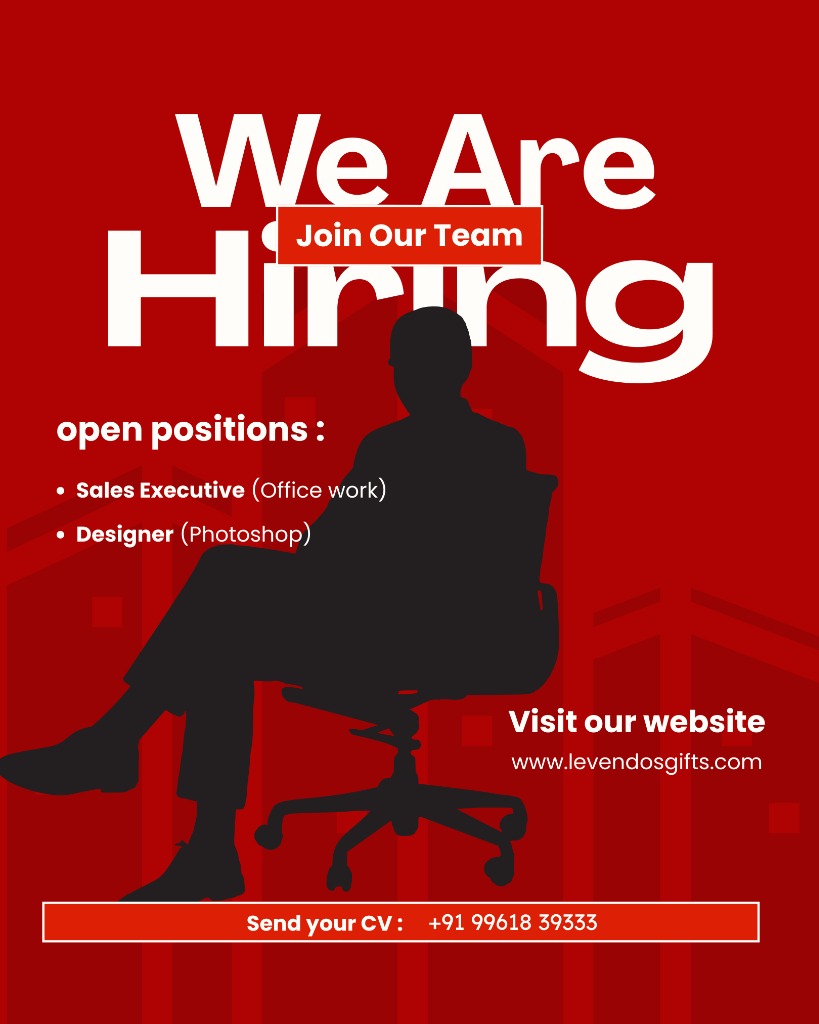 We Are
Join Our Team
Hiring
open positions :
• Sales Executive (Office work)
• Designer (Photoshop)
Visit our website
www.levendosgifts.com
Send your CV : +91 99618 39333